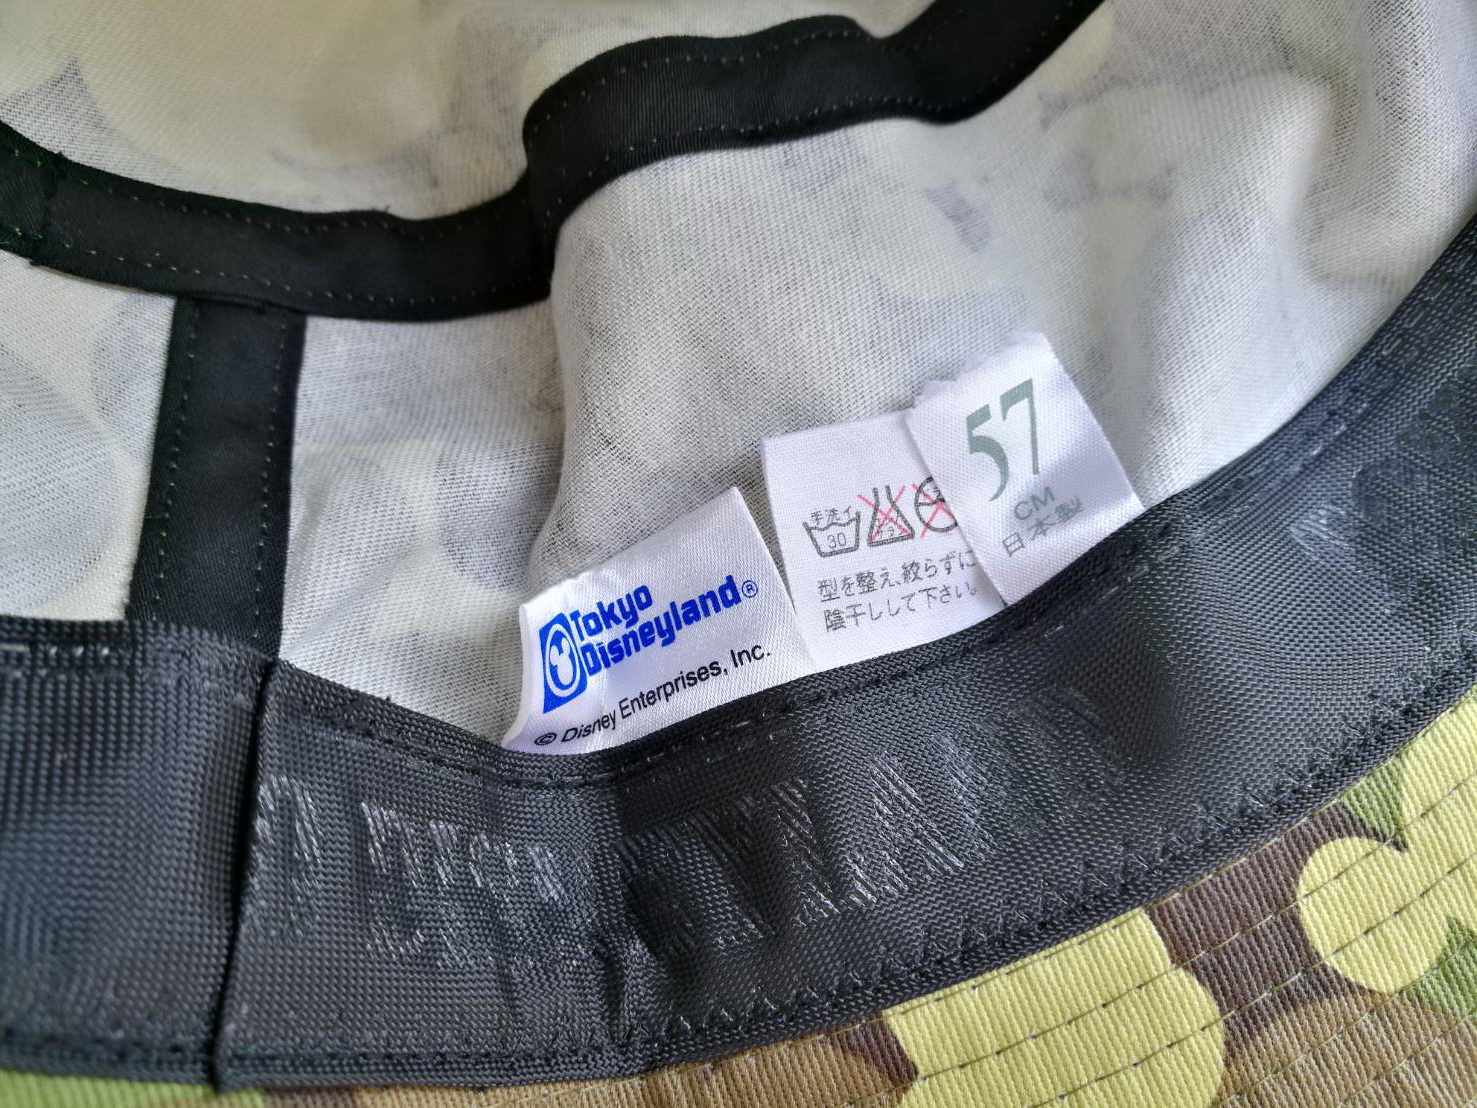 Tokyo
Disneyland®
© Disney Enterprises, Inc.
手洗イ
30
型を整え、絞らずに
陰干しして下さい。
57
CM
日本製